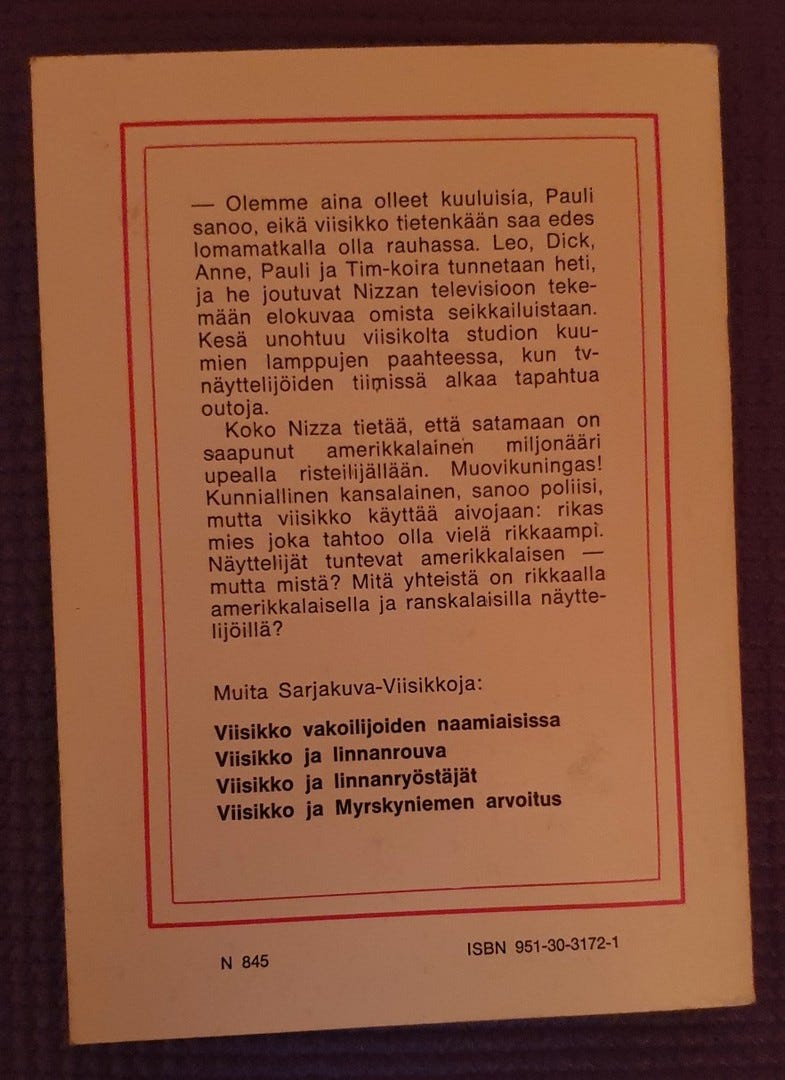 — Olemme aina olleet kuuluisia, Pauli
sanoo, eikä viisikko tietenkään saa edes
lomamatkalla olla rauhassa. Leo, Dick,
Anne, Pauli ja Tim-koira tunnetaan heti,
ja he joutuvat Nizzan televisioon teke-
mään elokuvaa omista seikkailuistaan.
Kesä unohtuu viisikolta studion kuu-
mien lamppujen paahteessa, kun tv-
näyttelijöiden tiimissä alkaa tapahtua
outoja.
Koko Nizza tietää, että satamaan on
saapunut amerikkalainen miljonääri
upealla risteilijällään. Muovikuningas!
Kunniallinen kansalainen, sanoo poliisi,
mutta viisikko käyttää aivojaan: rikas
mies joka tahtoo olla vielä rikkaampi.
Näyttelijät tuntevat amerikkalaisen —
mutta mistä? Mitä yhteistä on rikkaalla
amerikkalaisella ja ranskalaisilla näytte-
lijöillä?
Muita Sarjakuva-Viisikkoja:
Viisikko vakoilijoiden naamiaisissa
Viisikko ja linnanrouva
Viisikko ja linnanryöstäjät
Viisikko ja Myrskyniemen arvoitus
N 845
ISBN 951-30-3172-1